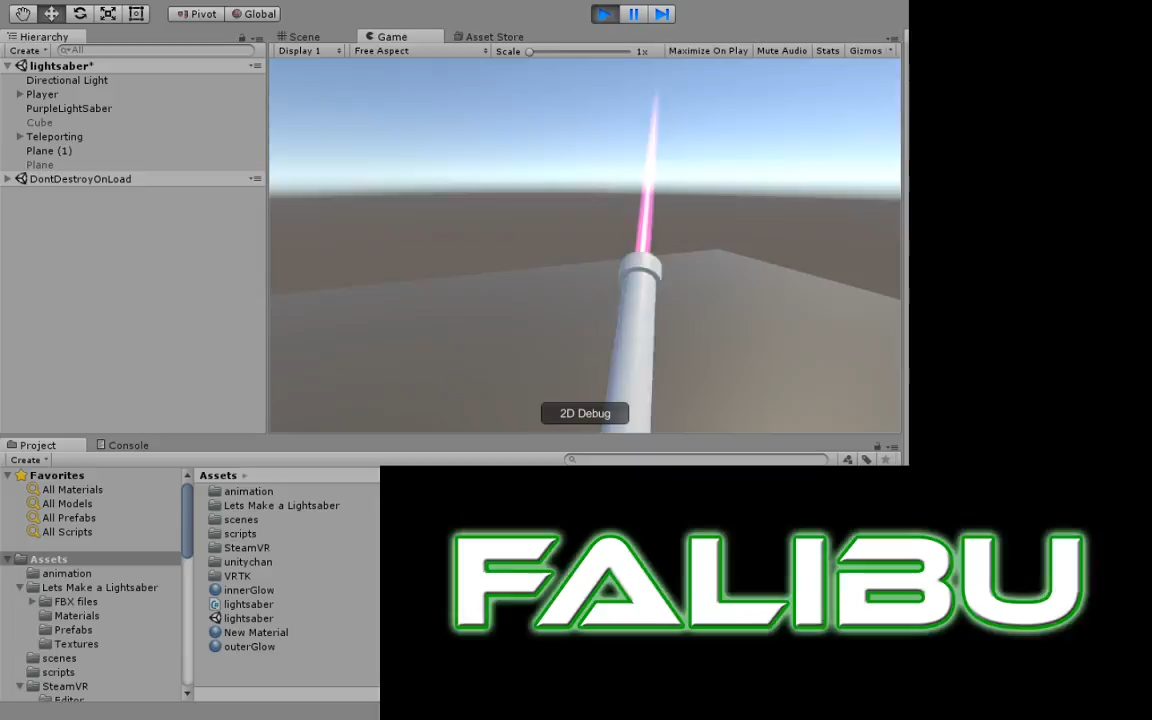 Pivot Global
Hierarchy
Create All
lightsaber*
Directional Light
Player
PurpleLightSaber
Cube
Teleporting
Plane (1)
Plane
DontDestroyOnLoad
Scene Game Asset Store
Display 1 Free Aspect Scale 1x Maximize On Play Mute Audio Stats Gizmos
2D Debug
Project Console
Create
Favorites
All Materials
All Models
All Prefabs
All Scripts
Assets
animation
Lets Make a Lightsaber
FBX files
Materials
Prefabs
Textures
scenes
scripts
SteamVR
Editor
Assets
animation
Lets Make a Lightsaber
scenes
scripts
SteamVR
unitychan
VRTK
innerGlow
lightsaber
lightsaber
New Material
outerGlow
FALIBU